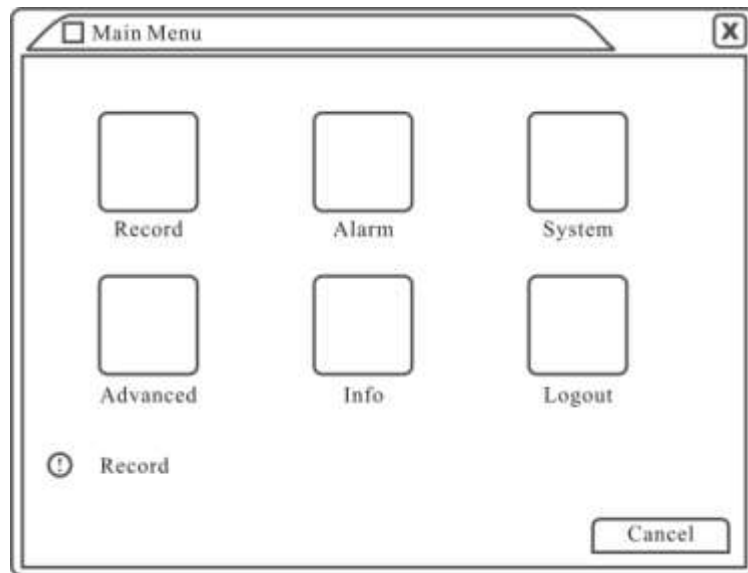 Main Menu
X
Record Alarm System
Advanced Info Logout
! Record
Cancel